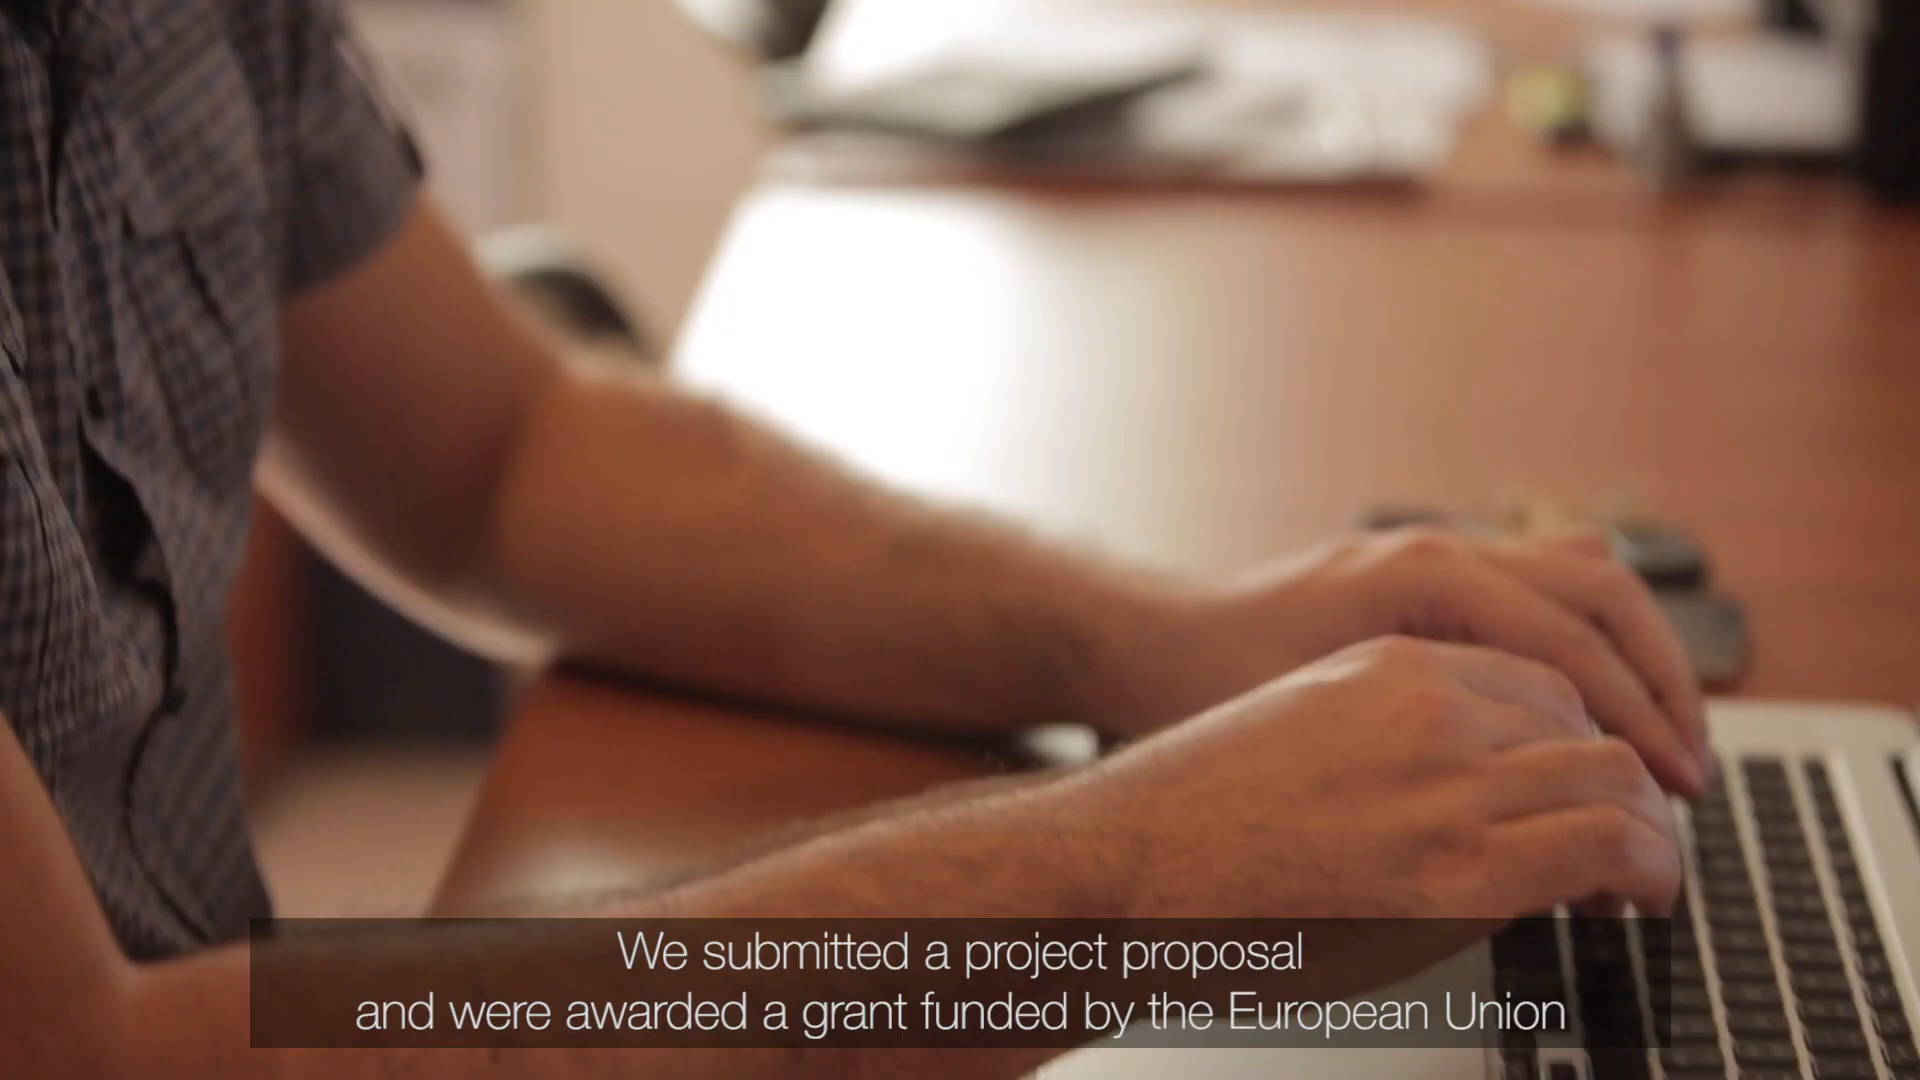 We submitted a project proposal
and were awarded a grant funded by the European Union